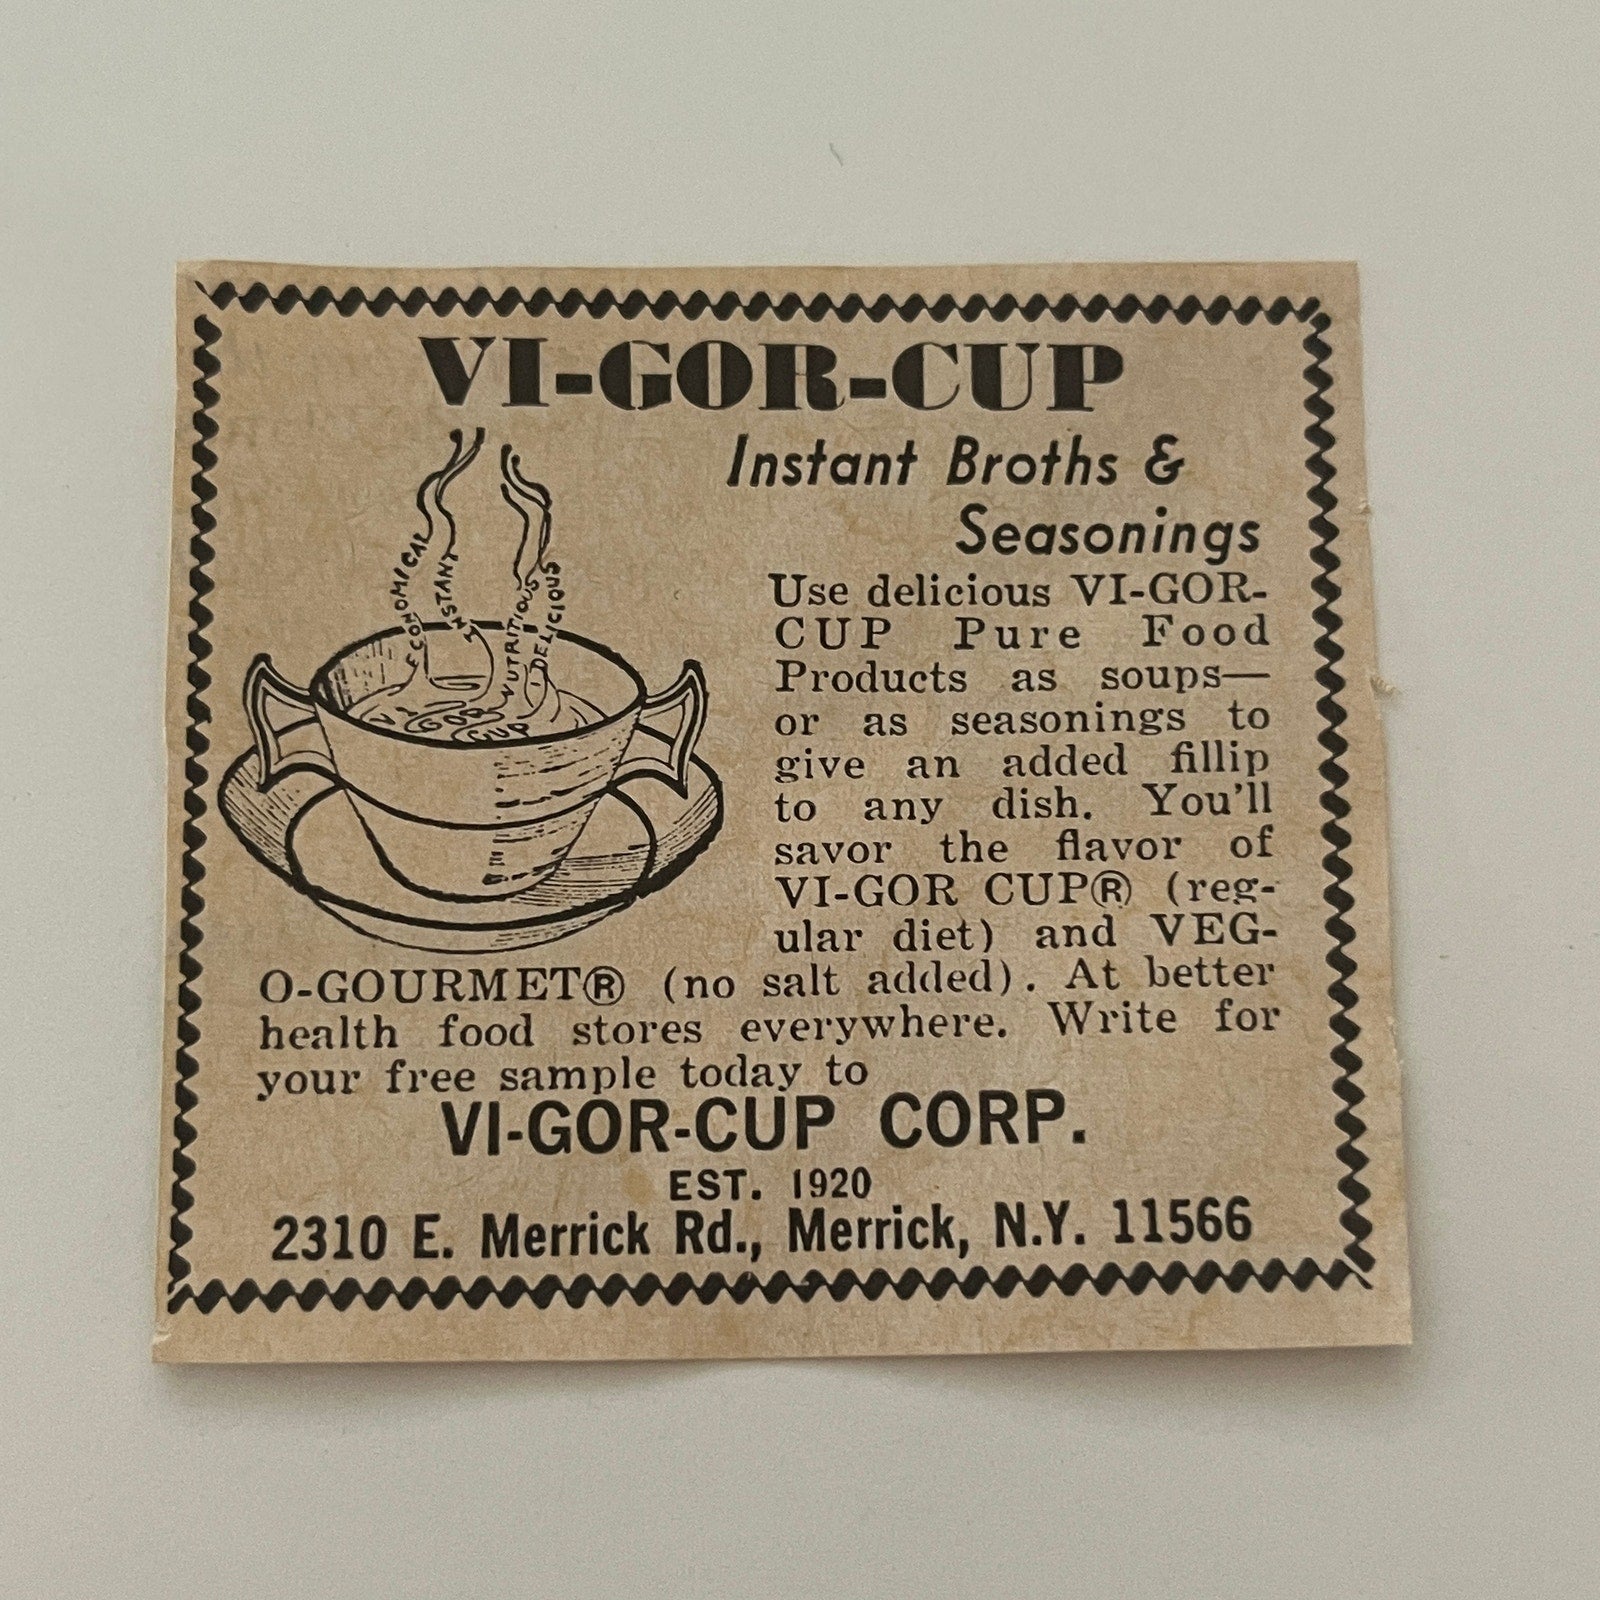 VI-GOR-CUP
Instant Broths &
Seasonings
ECONOMICAL
INSTANT
NUTRITIOUS
DELICIOUS
VI
GOR
CUP
Use delicious VI-GOR-
CUP Pure Food
Products as soups—
or as seasonings to
give an added fillip
to any dish. You'll
savor the flavor of
VI-GOR CUP® (reg-
ular diet) and VEG-
O-GOURMET® (no salt added). At better
health food stores everywhere. Write for
your free sample today to
VI-GOR-CUP CORP.
EST. 1920
2310 E. Merrick Rd., Merrick, N.Y. 11566